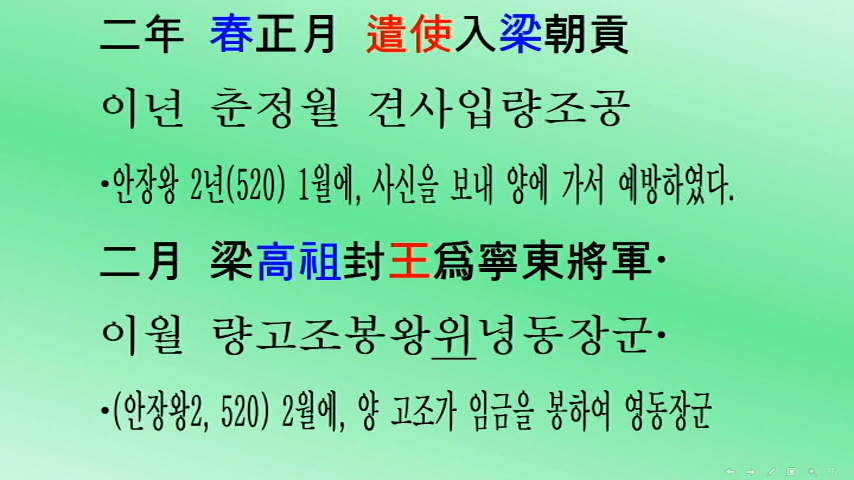 二年 春正月 遣使入梁朝貢
이년 춘정월 견사입량조공
•안장왕 2년(520) 1월에, 사신을 보내 양에 가서 예방하였다.
二月 梁高祖封王爲寧東將軍•
이월 량고조봉왕위녕동장군•
•(안장왕2, 520) 2월에, 양 고조가 임금을 봉하여 영동장군